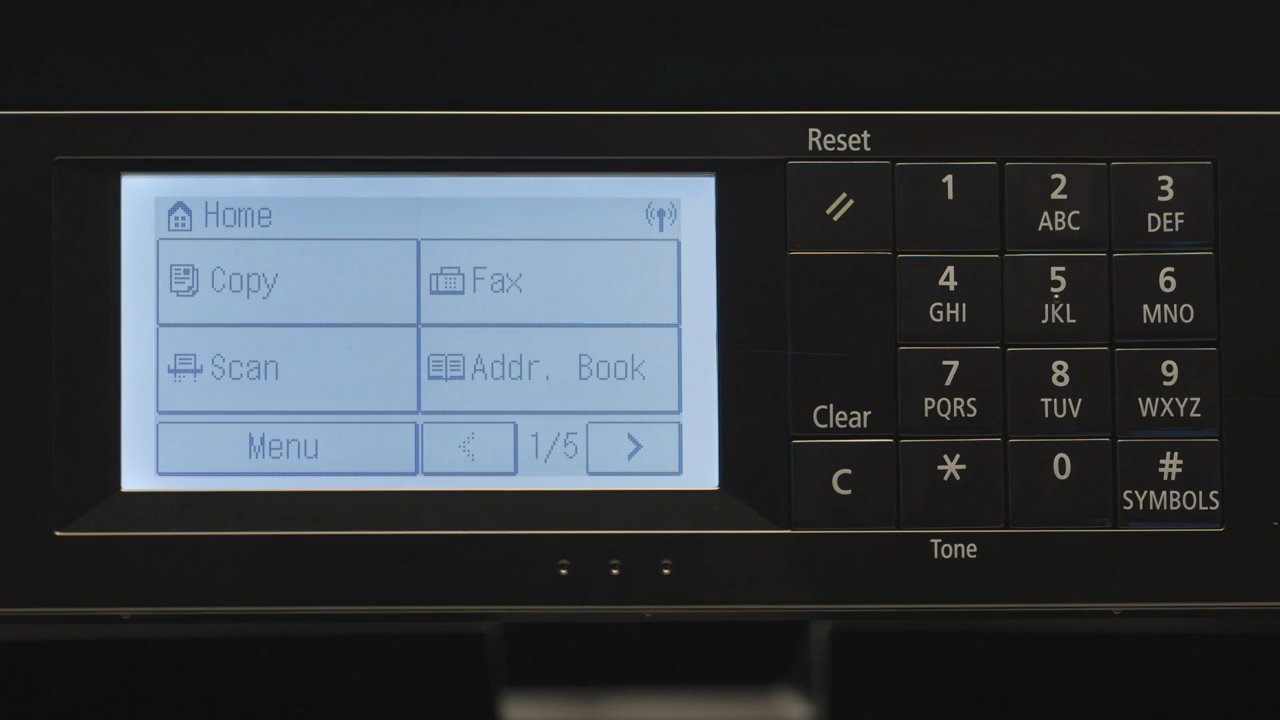 Home
Copy
Fax
Scan
Addr. Book
Menu
1/5
Reset
1
2
ABC
3
DEF
4
GHI
5
JKL
6
MNO
7
PQRS
8
TUV
9
WXYZ
Clear
C
*
0
#
SYMBOLS
Tone